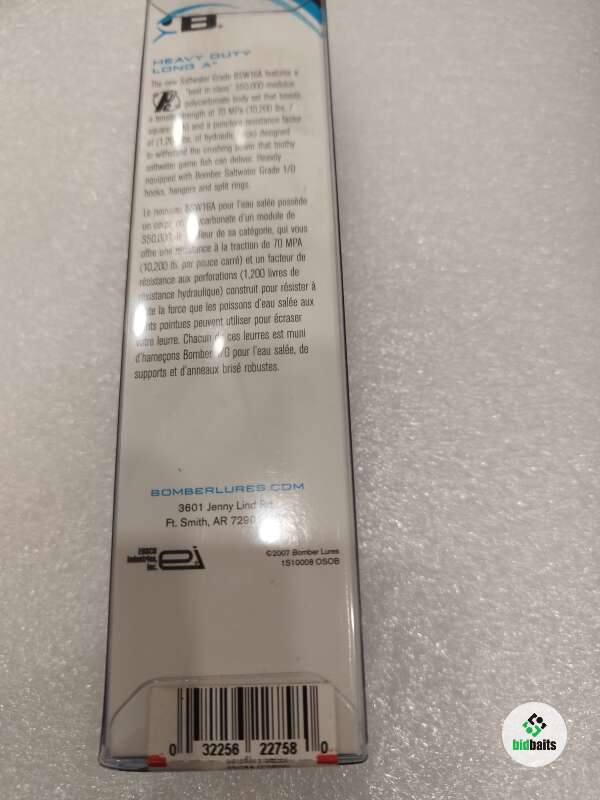 B.
HEAVY DUTY
LONG A®
The new Saltwater Grade BSW16A features a
"best in class" 350,000 modulus
polycarbonate body set that boasts
a tensile strength of 70 MPa (10,200 lbs. /
square) and a puncture resistance factor
of (1,200 lbs. of hydraulic) designed
to withstand the crushing power that toothy
saltwater game fish can deliver. Heavily
equipped with Bomber Saltwater Grade 1/0
hooks, hangers and split rings.
Le nouveau BSW16A pour l'eau salée possède
un corps polycarbonate d'un module de
350,000, le meilleur de sa catégorie, qui vous
offre une résistance à la traction de 70 MPA
(10,200 lb. par pouce carré) et un facteur de
résistance aux perforations (1,200 livres de
résistance hydraulique) construit pour résister à
toute la force que les poissons d'eau salée aux
dents pointues peuvent utiliser pour écraser
votre leurre. Chacun de ces leurres est muni
d'hameçons Bomber 1/0 pour l'eau salée, de
supports et d'anneaux brisé robustes.
BOMBERLURES.COM
3601 Jenny Lind Rd
Ft. Smith, AR 7290
EBSCO
Industries,
Inc.
ei
©2007 Bomber Lures
1S10008 OSOB
0 32256 22758 0
bidbaits